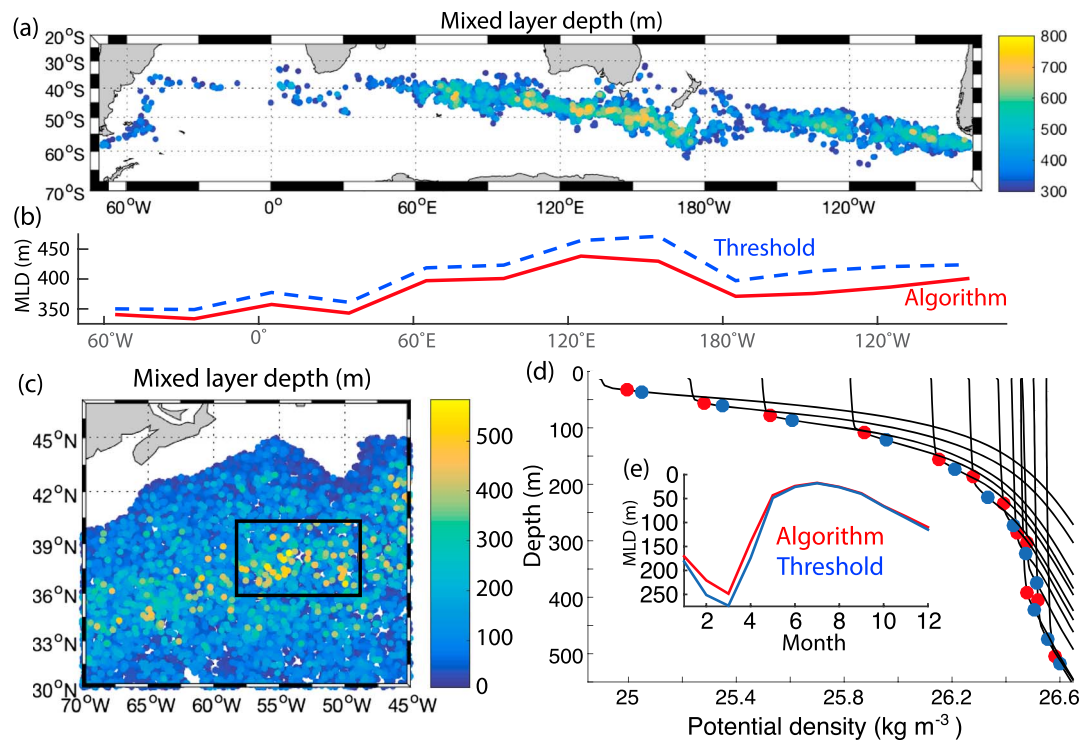 Mixed layer depth (m)
(a)
20°S
30°S
40°S
50°S
60°S
70°S
60°W 0° 60°E 120°E 180°W 120°W
800
700
600
500
400
300
(b)
MLD (m)
450
400
350
Threshold
Algorithm
60°W 0° 60°E 120°E 180°W 120°W
(c)
Mixed layer depth (m)
45°N
42°N
39°N
36°N
33°N
30°N
70°W 65°W 60°W 55°W 50°W 45°W
500
400
300
200
100
0
(d)
Depth (m)
0
100
200
300
400
500
25 25.4 25.8 26.2 26.6
Potential density (kg m-3 )
(e)
MLD (m)
0
50
100
150
200
250
Algorithm
Threshold
2 4 6 8 10 12
Month